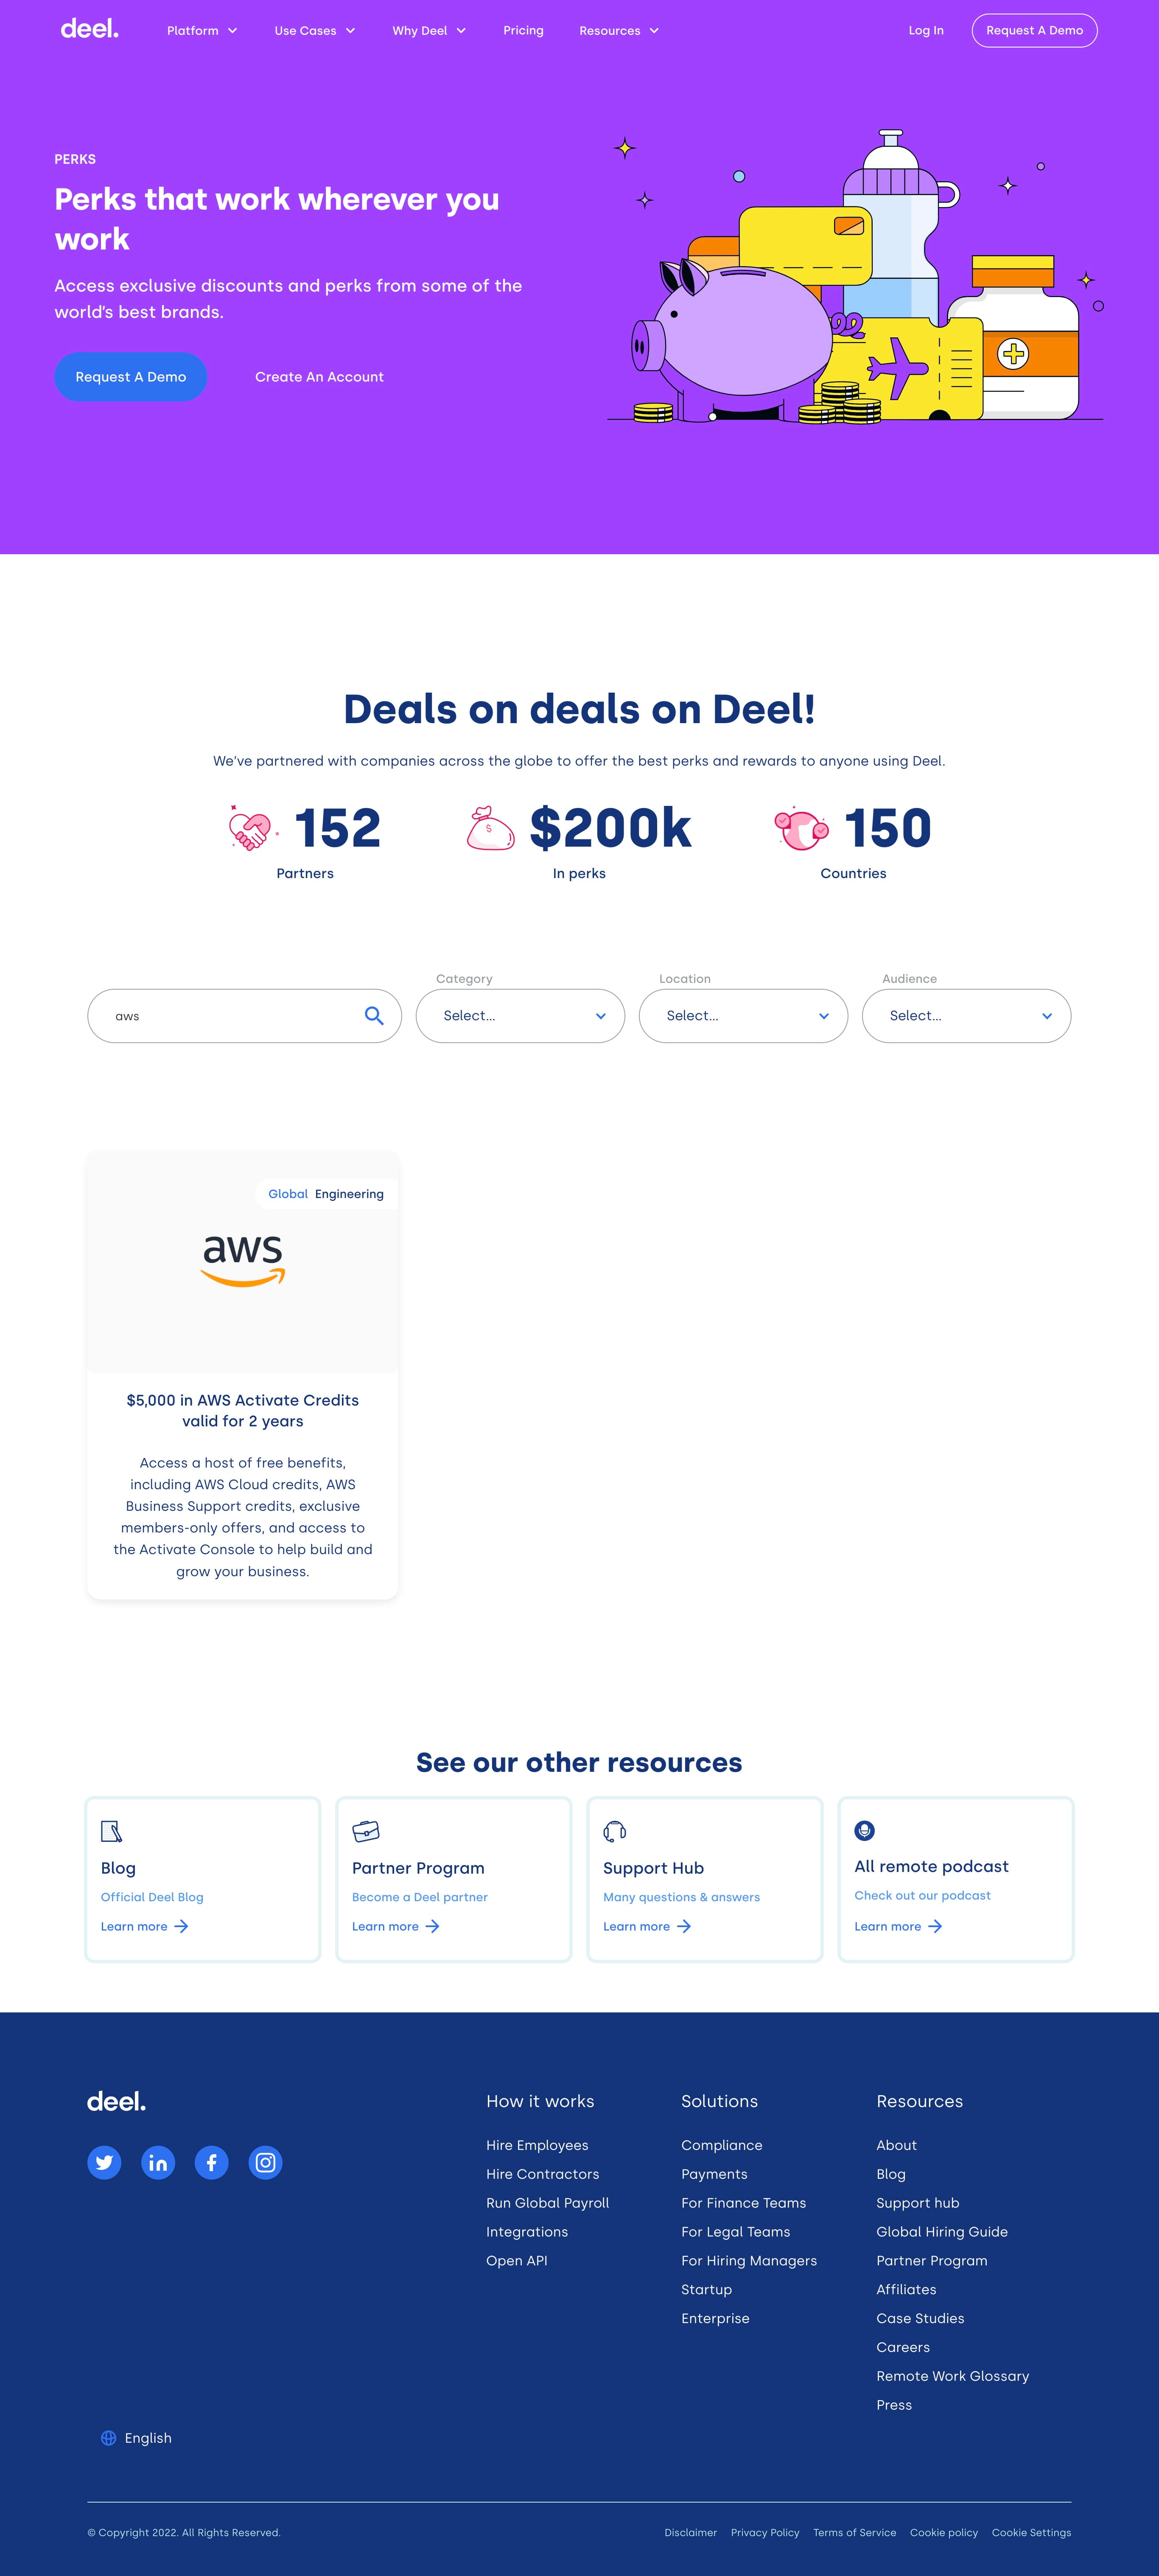 deel.
Platform
Use Cases
Why Deel
Pricing
Resources
Log In
Request A Demo
PERKS
Perks that work wherever you
work
Access exclusive discounts and perks from some of the
world's best brands.
Request A Demo
Create An Account
Deals on deals on Deel!
We've partnered with companies across the globe to offer the best perks and rewards to anyone using Deel.
152
Partners
$
$200k
In perks
150
Countries
Category
Location
Audience
aws
Select...
Select...
Select...
Global Engineering
aws
$5,000 in AWS Activate Credits
valid for 2 years
Access a host of free benefits,
including AWS Cloud credits, AWS
Business Support credits, exclusive
members-only offers, and access to
the Activate Console to help build and
grow your business.
See our other resources
Blog
Official Deel Blog
Learn more
Partner Program
Become a Deel partner
Learn more
Support Hub
Many questions & answers
Learn more
All remote podcast
Check out our podcast
Learn more
deel.
in
f
How it works
Hire Employees
Hire Contractors
Run Global Payroll
Integrations
Open API
Solutions
Compliance
Payments
For Finance Teams
For Legal Teams
For Hiring Managers
Startup
Enterprise
Resources
About
Blog
Support hub
Global Hiring Guide
Partner Program
Affiliates
Case Studies
Careers
Remote Work Glossary
Press
English
© Copyright 2022. All Rights Reserved.
Disclaimer
Privacy Policy
Terms of Service
Cookie policy
Cookie Settings